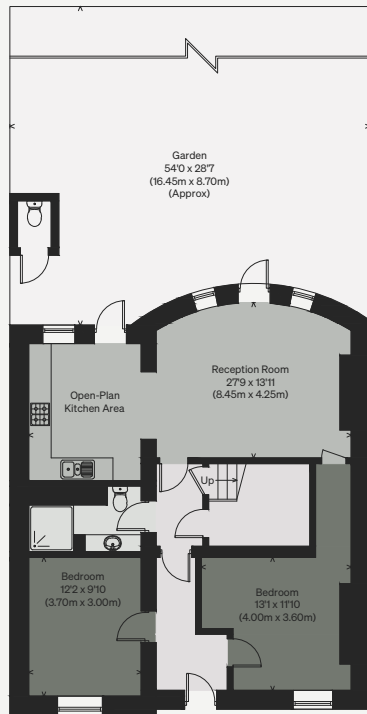 Garden
54'0 x 28'7
(16.45m x 8.70m)
(Approx)
Open-Plan
Kitchen Area
Reception Room
27'9 x 13'11
(8.45m x 4.25m)
Up
Bedroom
12'2 x 9'10
(3.70m x 3.00m)
Bedroom
13'1 x 11'10
(4.00m x 3.60m)